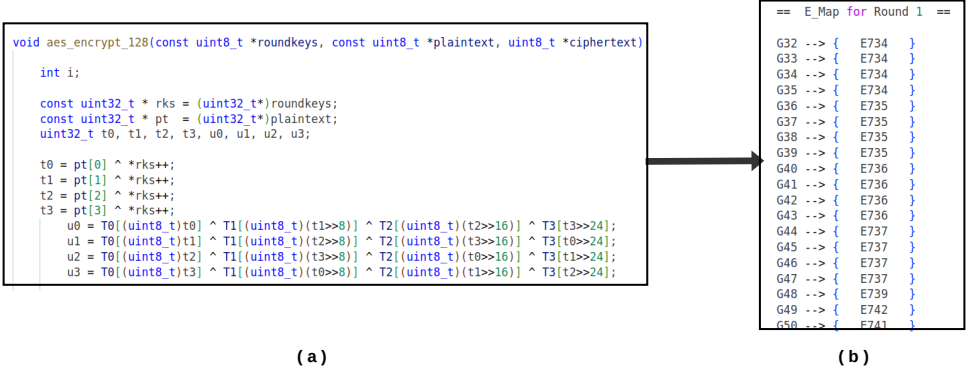 void aes_encrypt_128(const uint8_t *roundkeys, const uint8_t *plaintext, uint8_t *ciphertext)
int i;
const uint32_t * rks = (uint32_t*)roundkeys;
const uint32_t * pt  = (uint32_t*)plaintext;
uint32_t t0, t1, t2, t3, u0, u1, u2, u3;
t0 = pt[0] ^ *rks++;
t1 = pt[1] ^ *rks++;
t2 = pt[2] ^ *rks++;
t3 = pt[3] ^ *rks++;
u0 = T0[(uint8_t)t0] ^ T1[(uint8_t)(t1>>8)] ^ T2[(uint8_t)(t2>>16)] ^ T3[t3>>24];
u1 = T0[(uint8_t)t1] ^ T1[(uint8_t)(t2>>8)] ^ T2[(uint8_t)(t3>>16)] ^ T3[t0>>24];
u2 = T0[(uint8_t)t2] ^ T1[(uint8_t)(t3>>8)] ^ T2[(uint8_t)(t0>>16)] ^ T3[t1>>24];
u3 = T0[(uint8_t)t3] ^ T1[(uint8_t)(t0>>8)] ^ T2[(uint8_t)(t1>>16)] ^ T3[t2>>24];
(a)
==  E_Map for Round 1  ==
G32 --> {   E734   }
G33 --> {   E734   }
G34 --> {   E734   }
G35 --> {   E734   }
G36 --> {   E735   }
G37 --> {   E735   }
G38 --> {   E735   }
G39 --> {   E735   }
G40 --> {   E736   }
G41 --> {   E736   }
G42 --> {   E736   }
G43 --> {   E736   }
G44 --> {   E737   }
G45 --> {   E737   }
G46 --> {   E737   }
G47 --> {   E737   }
G48 --> {   E739   }
G49 --> {   E742   }
G50 --> {   E741   }
(b)